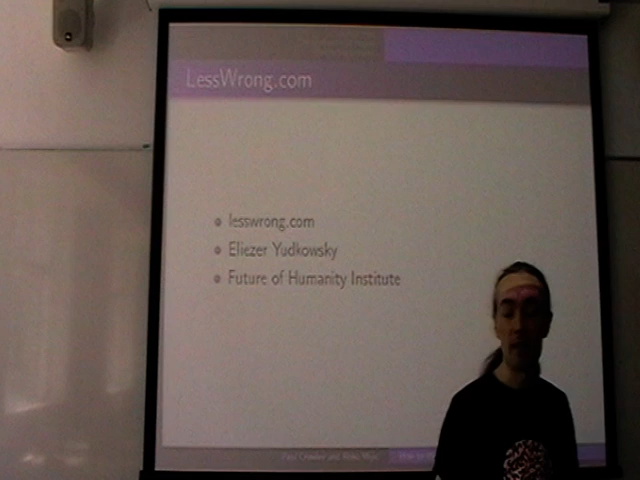 LessWrong.com
lesswrong.com
Eliezer Yudkowsky
Future of Humanity Institute